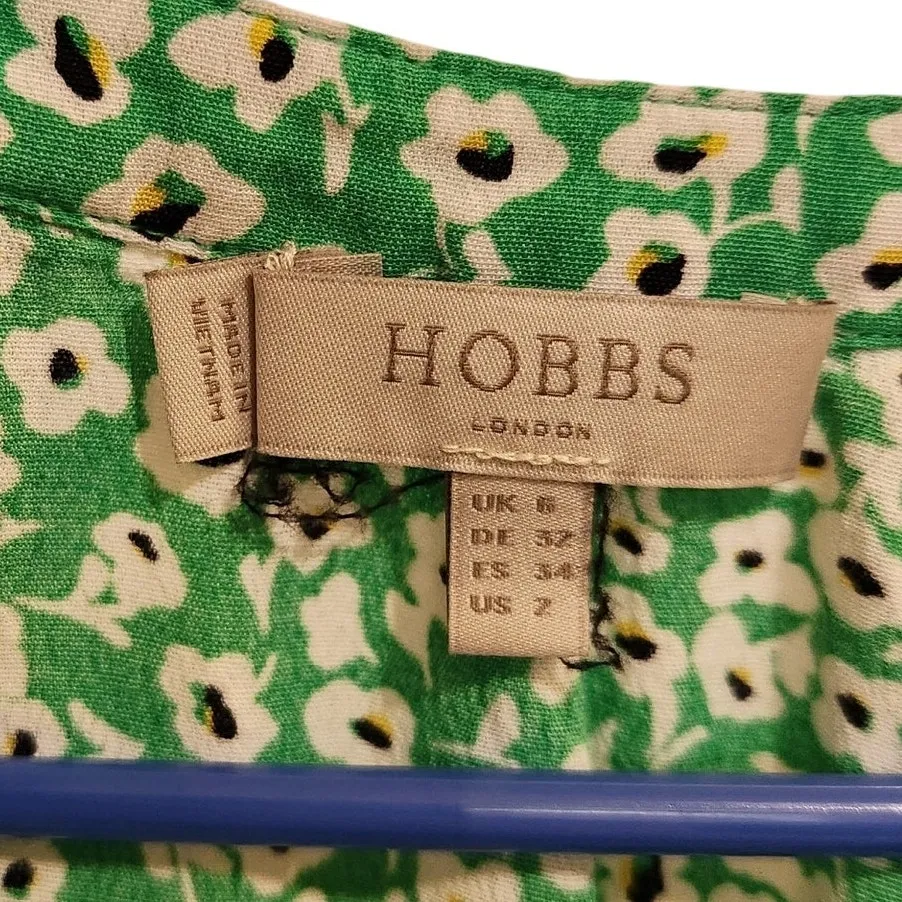 MADE IN
VIETNAM
HOBBS
LONDON
UK 6
DE 32
ES 34
US 2